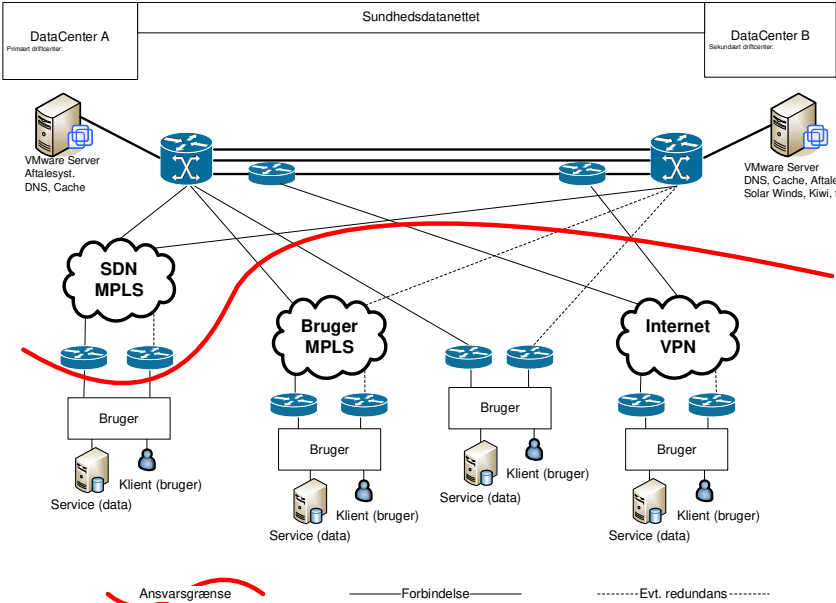 Sundhedsdatanettet
DataCenter A
Primært driftcenter:
DataCenter B
Sekundært driftcenter:
VMware Server
Aftalesyst.
DNS, Cache
VMware Server
DNS, Cache, Aftale
Solar Winds, Kiwi,
SDN
MPLS
Bruger
MPLS
Internet
VPN
Bruger
Bruger
Bruger
Bruger
Klient (bruger)
Service (data)
Klient (bruger)
Service (data)
Klient (bruger)
Service (data)
Klient (bruger)
Service (data)
Ansvarsgrænse
Forbindelse
Evt. redundans